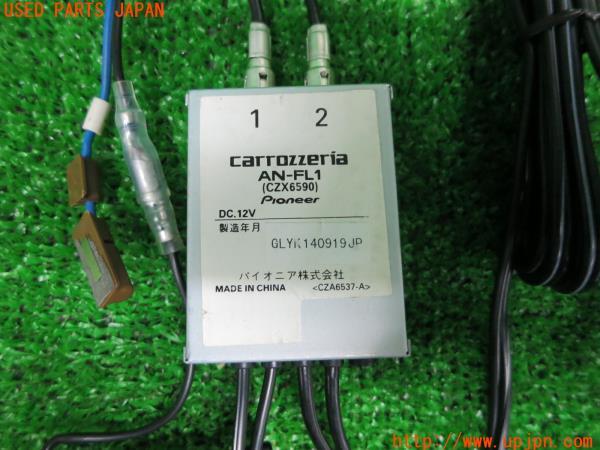 USED PARTS JAPAN
1 2
carrozzeria
AN-FL1
(CZX6590)
Pioneer
DC.12V
製造年月
GLYK140919JP
パイオニア株式会社
MADE IN CHINA <CZA6537-A>
http://www.upjpn.com/